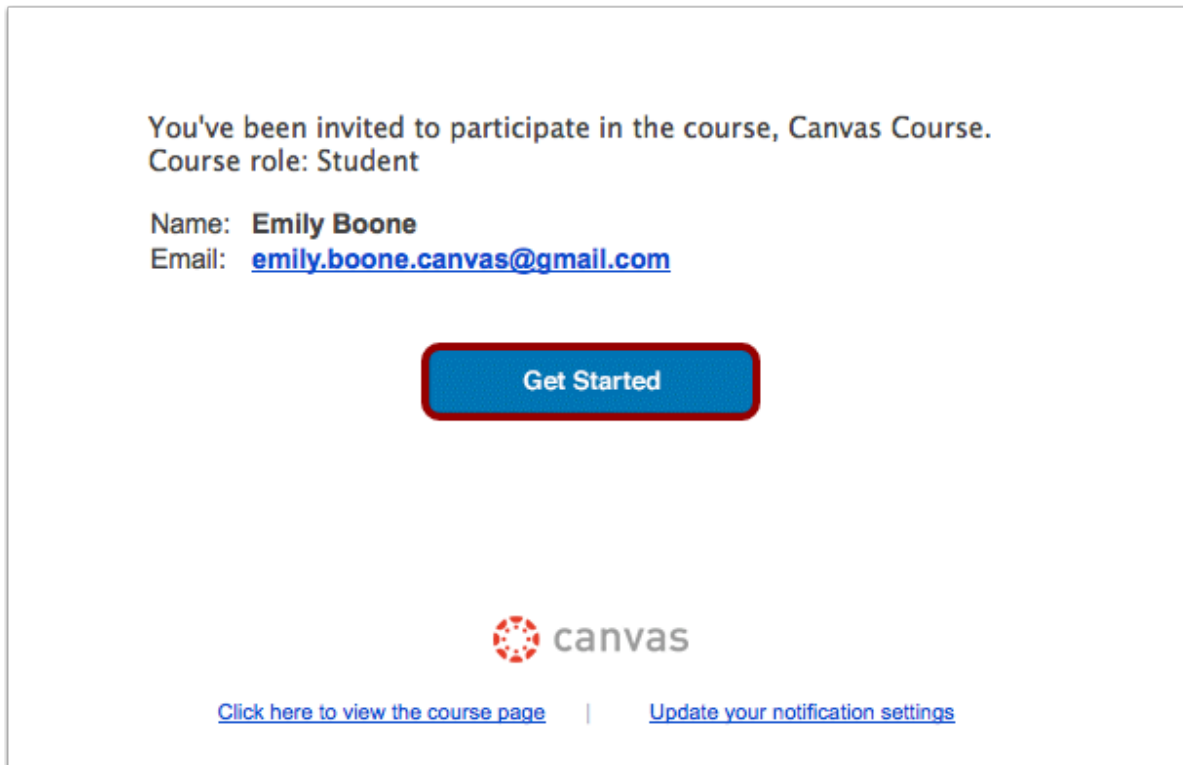 You've been invited to participate in the course, Canvas Course.
Course role: Student
Name: Emily Boone
Email: emily.boone.canvas@gmail.com
Get Started
canvas
Click here to view the course page | Update your notification settings